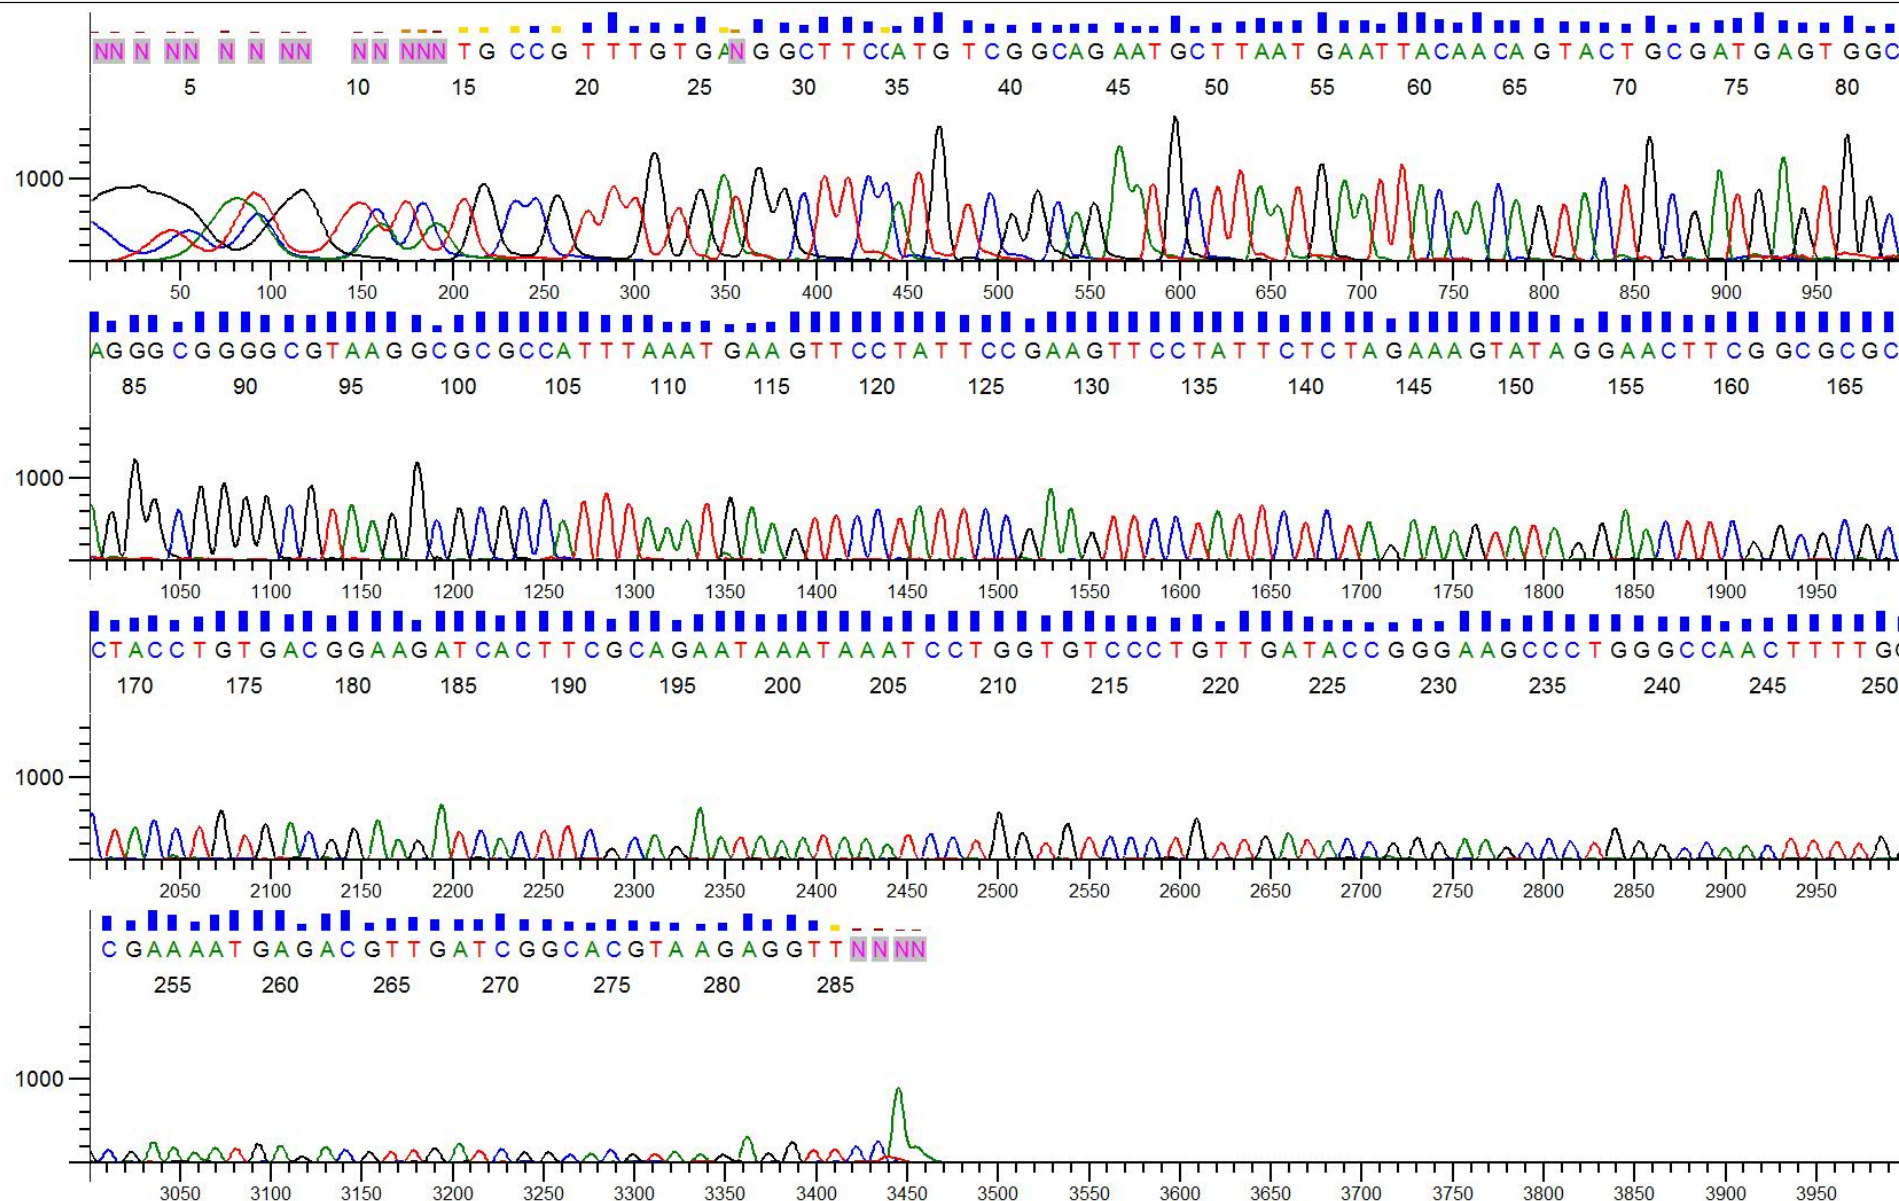 NN N NN N N NN NN NNN TG CCG T TTGTGANGGCTTCCATG TCGGCAGAATGCTTAATGAATTACAACAGTACTGCGATGAGTGGC
5 10 15 20 25 30 35 40 45 50 55 60 65 70 75 80
1000
50 100 150 200 250 300 350 400 450 500 550 600 650 700 750 800 850 900 950
AGGGCGGGGCGTAAGGCGCGCCATTTAAATGAAGTTCCTATTCCGAAGTTCCTATTCTCTAGAAAGTATAGGAACTTCGGCGCGC
85 90 95 100 105 110 115 120 125 130 135 140 145 150 155 160 165
1000
1050 1100 1150 1200 1250 1300 1350 1400 1450 1500 1550 1600 1650 1700 1750 1800 1850 1900 1950
CTACCTGTGACGGAAGATCACTTCGCAGAATAAATAAATCCTGGTGTCCCTGTTGATACCGGGAAGCCCTGGGCCAACTTTTGG
170 175 180 185 190 195 200 205 210 215 220 225 230 235 240 245 250
1000
2050 2100 2150 2200 2250 2300 2350 2400 2450 2500 2550 2600 2650 2700 2750 2800 2850 2900 2950
CGAAAATGAGACGTTGATCGGCACGTAAGAGGTTNNNN
255 260 265 270 275 280 285
1000
3050 3100 3150 3200 3250 3300 3350 3400 3450 3500 3550 3600 3650 3700 3750 3800 3850 3900 3950